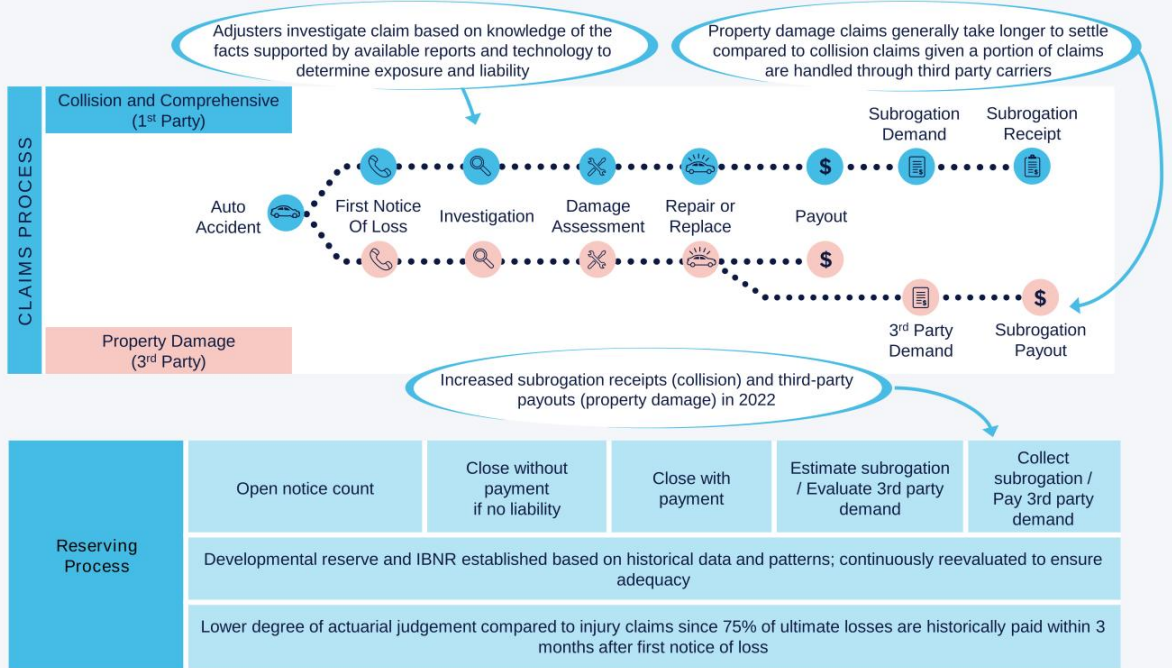 Adjusters investigate claim based on knowledge of the
facts supported by available reports and technology to
determine exposure and liability
Property damage claims generally take longer to settle
compared to collision claims given a portion of claims
are handled through third party carriers
CLAIMS PROCESS
Collision and Comprehensive
(1st Party)
Subrogation
Demand
Subrogation
Receipt
$
Auto
Accident
First Notice
Of Loss
Investigation
Damage
Assessment
Repair or
Replace
Payout
$
$
3rd Party
Demand
Subrogation
Payout
Property Damage
(3rd Party)
Increased subrogation receipts (collision) and third-party
payouts (property damage) in 2022
Reserving
Process
Open notice count
Close without
payment
if no liability
Close with
payment
Estimate subrogation
/ Evaluate 3rd party
demand
Collect
subrogation /
Pay 3rd party
demand
Developmental reserve and IBNR established based on historical data and patterns; continuously reevaluated to ensure
adequacy
Lower degree of actuarial judgement compared to injury claims since 75% of ultimate losses are historically paid within 3
months after first notice of loss